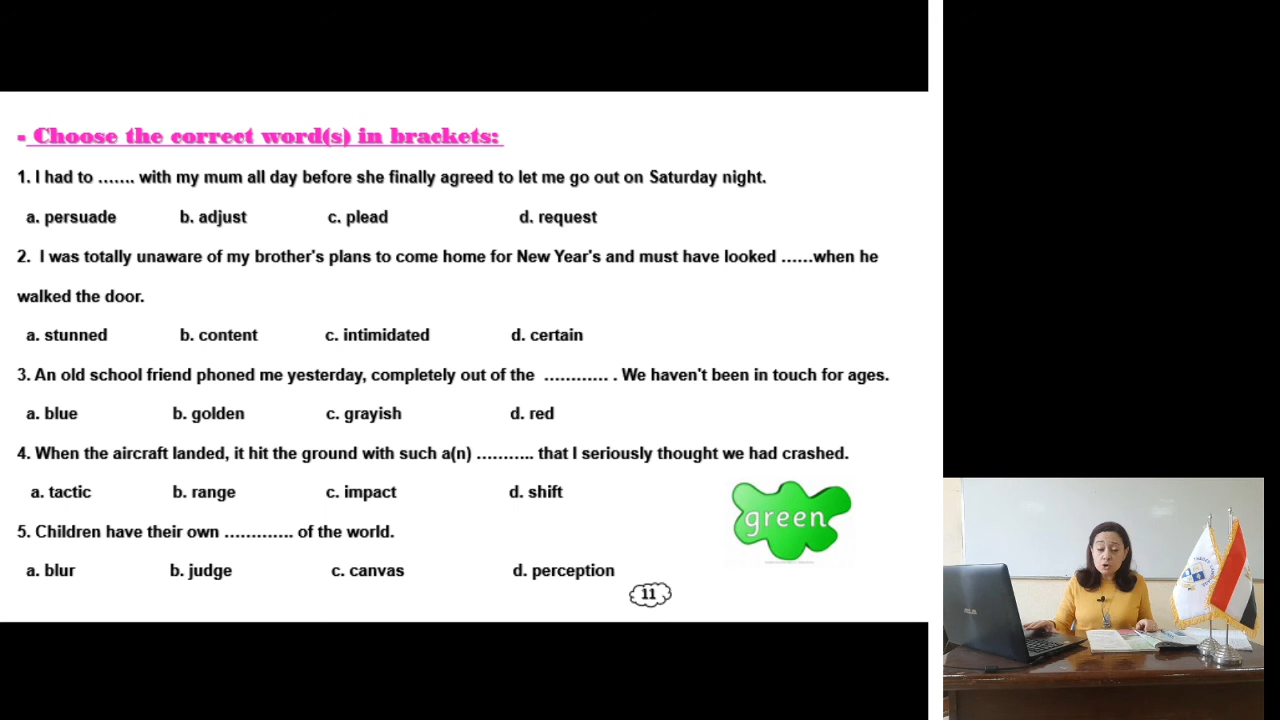 - Choose the correct word(s) in brackets:
1. I had to ....... with my mum all day before she finally agreed to let me go out on Saturday night.
a. persuade b. adjust c. plead d. request
2. I was totally unaware of my brother's plans to come home for New Year's and must have looked ......when he
walked the door.
a. stunned b. content c. intimidated d. certain
3. An old school friend phoned me yesterday, completely out of the ............ . We haven't been in touch for ages.
a. blue b. golden c. grayish d. red
4. When the aircraft landed, it hit the ground with such a(n) ........... that I seriously thought we had crashed.
a. tactic b. range c. impact d. shift
green
5. Children have their own ............. of the world.
a. blur b. judge c. canvas d. perception
11